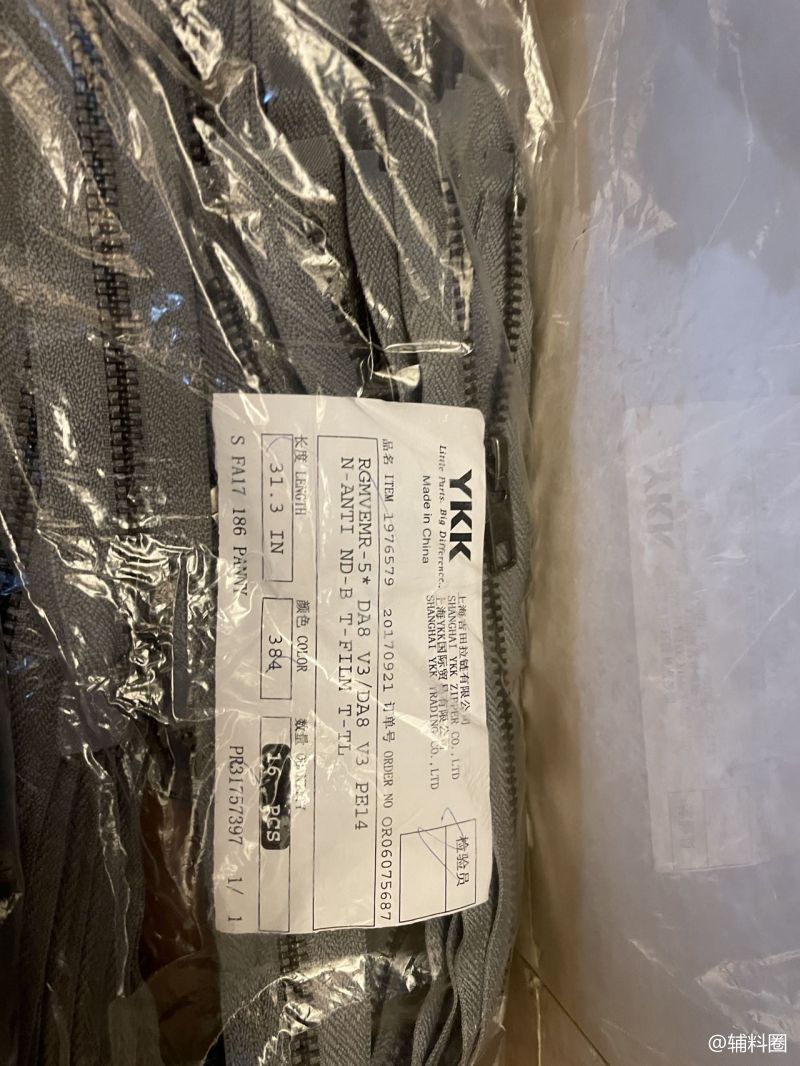 YKK
Little Parts. Big Difference.
Made in China
上海吉田拉链有限公司
SHANGHAI YKK ZIPPER CO.,LTD
上海YKK国际贸易有限公司
SHANGHAI YKK TRADING CO.,LTD
检验员
品名 ITEM 1976579 20170921 订单号 ORDER NO OR06075687
RGMVEMR-5* DA8 V3/DA8 V3 PE14
N-ANTI ND-B T-FILM T-TL
长度 LENGTH 颜色 COLOR 数量
31.3 IN 384 16 PCS
S FA17 186 PANNY PR31757397 1/ 1
YKK
@辅料圈